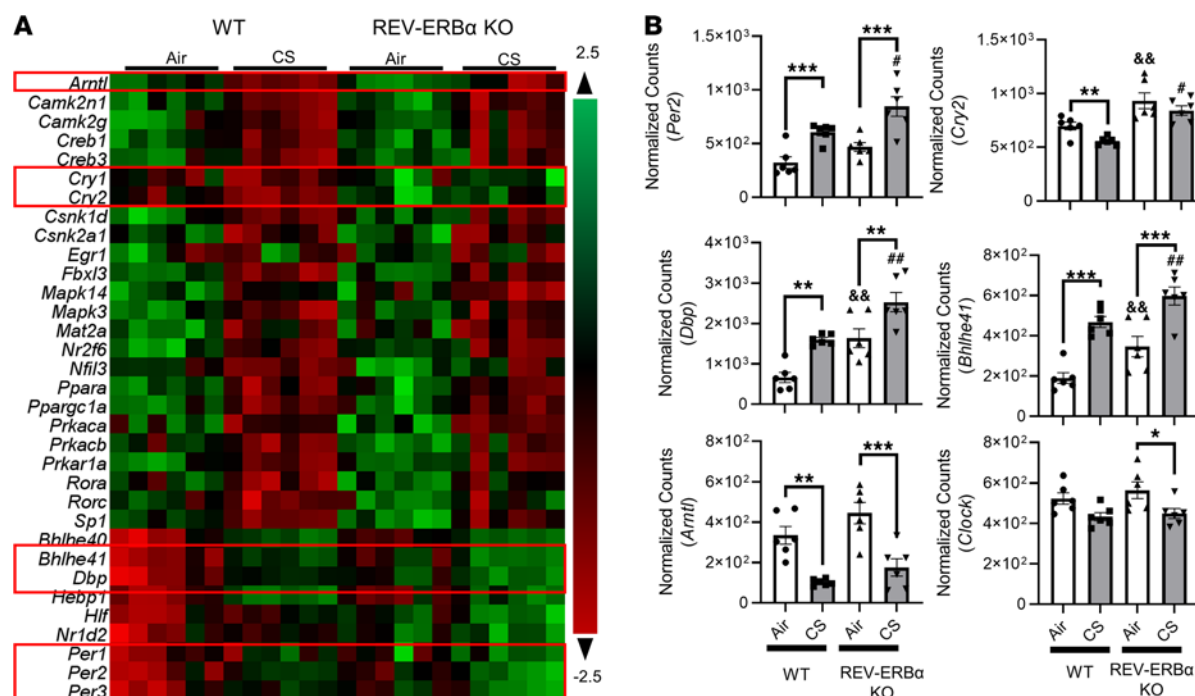 A
WT
REV-ERBα KO
Air
CS
Air
CS
2.5
-2.5
Arntl
Camk2n1
Camk2g
Creb1
Creb3
Cry1
Cry2
Csnk1d
Csnk2a1
Egr1
Fbxl3
Mapk14
Mapk3
Mat2a
Nr2f6
Nfil3
Ppara
Ppargc1a
Prkaca
Prkacb
Prkar1a
Rora
Rorc
Sp1
Bhlhe40
Bhlhe41
Dbp
Hebp1
Hlf
Nr1d2
Per1
Per2
Per3
B
Normalized Counts
(Per2)
1.5×10³
1×10³
5×10²
0
***
***
#
Normalized Counts
(Cry2)
1.5×10³
1×10³
5×10²
0
**
&&
#
Normalized Counts
(Dbp)
4×10³
3×10³
2×10³
1×10³
0
**
&&
**
##
Normalized Counts
(Bhlhe41)
8×10²
6×10²
4×10²
2×10²
0
***
&&
***
##
Normalized Counts
(Arntl)
8×10²
6×10²
4×10²
2×10²
0
**
***
Air
CS
Air
CS
WT
REV-ERBα
KO
Normalized Counts
(Clock)
8×10²
6×10²
4×10²
2×10²
0
*
Air
CS
Air
CS
WT
REV-ERBα
KO